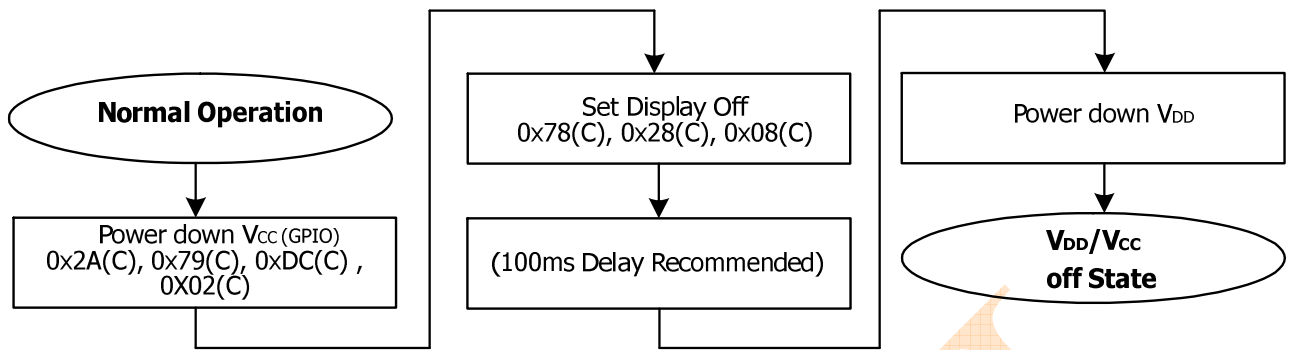 Normal Operation
Power down VCC (GPIO)
0x2A(C), 0x79(C), 0xDC(C) ,
0X02(C)
Set Display Off
0x78(C), 0x28(C), 0x08(C)
(100ms Delay Recommended)
Power down VDD
VDD/VCC
off State